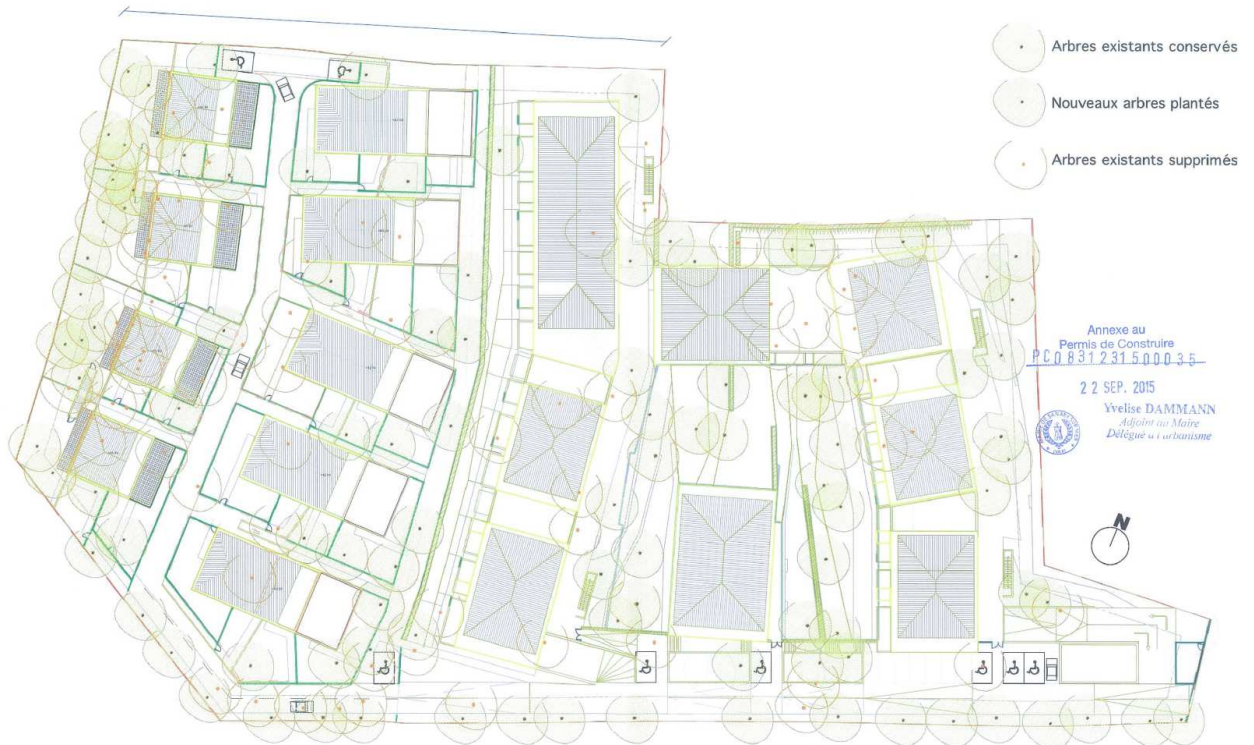 Arbres existants conservés
Nouveaux arbres plantés
Arbres existants supprimés
Annexe au
Permis de Construire
PC0831231500035
22 SEP. 2015
Yvelise DAMMANN
Adjoint au Maire
Délégué à l'urbanisme
N